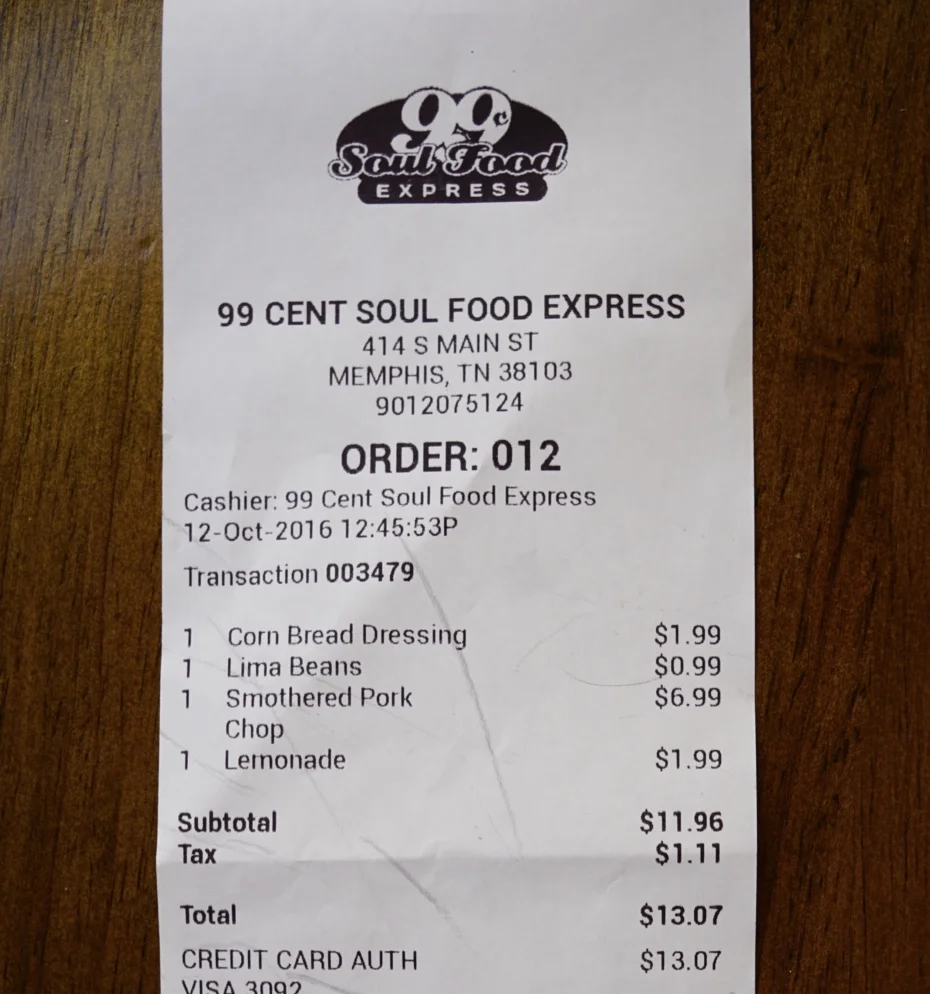 99¢
Soul Food
EXPRESS
99 CENT SOUL FOOD EXPRESS
414 S MAIN ST
MEMPHIS, TN 38103
9012075124
ORDER: 012
Cashier: 99 Cent Soul Food Express
12-Oct-2016 12:45:53P
Transaction 003479
1 Corn Bread Dressing $1.99
1 Lima Beans $0.99
1 Smothered Pork $6.99
Chop
1 Lemonade $1.99
Subtotal $11.96
Tax $1.11
Total $13.07
CREDIT CARD AUTH $13.07
VISA 3092